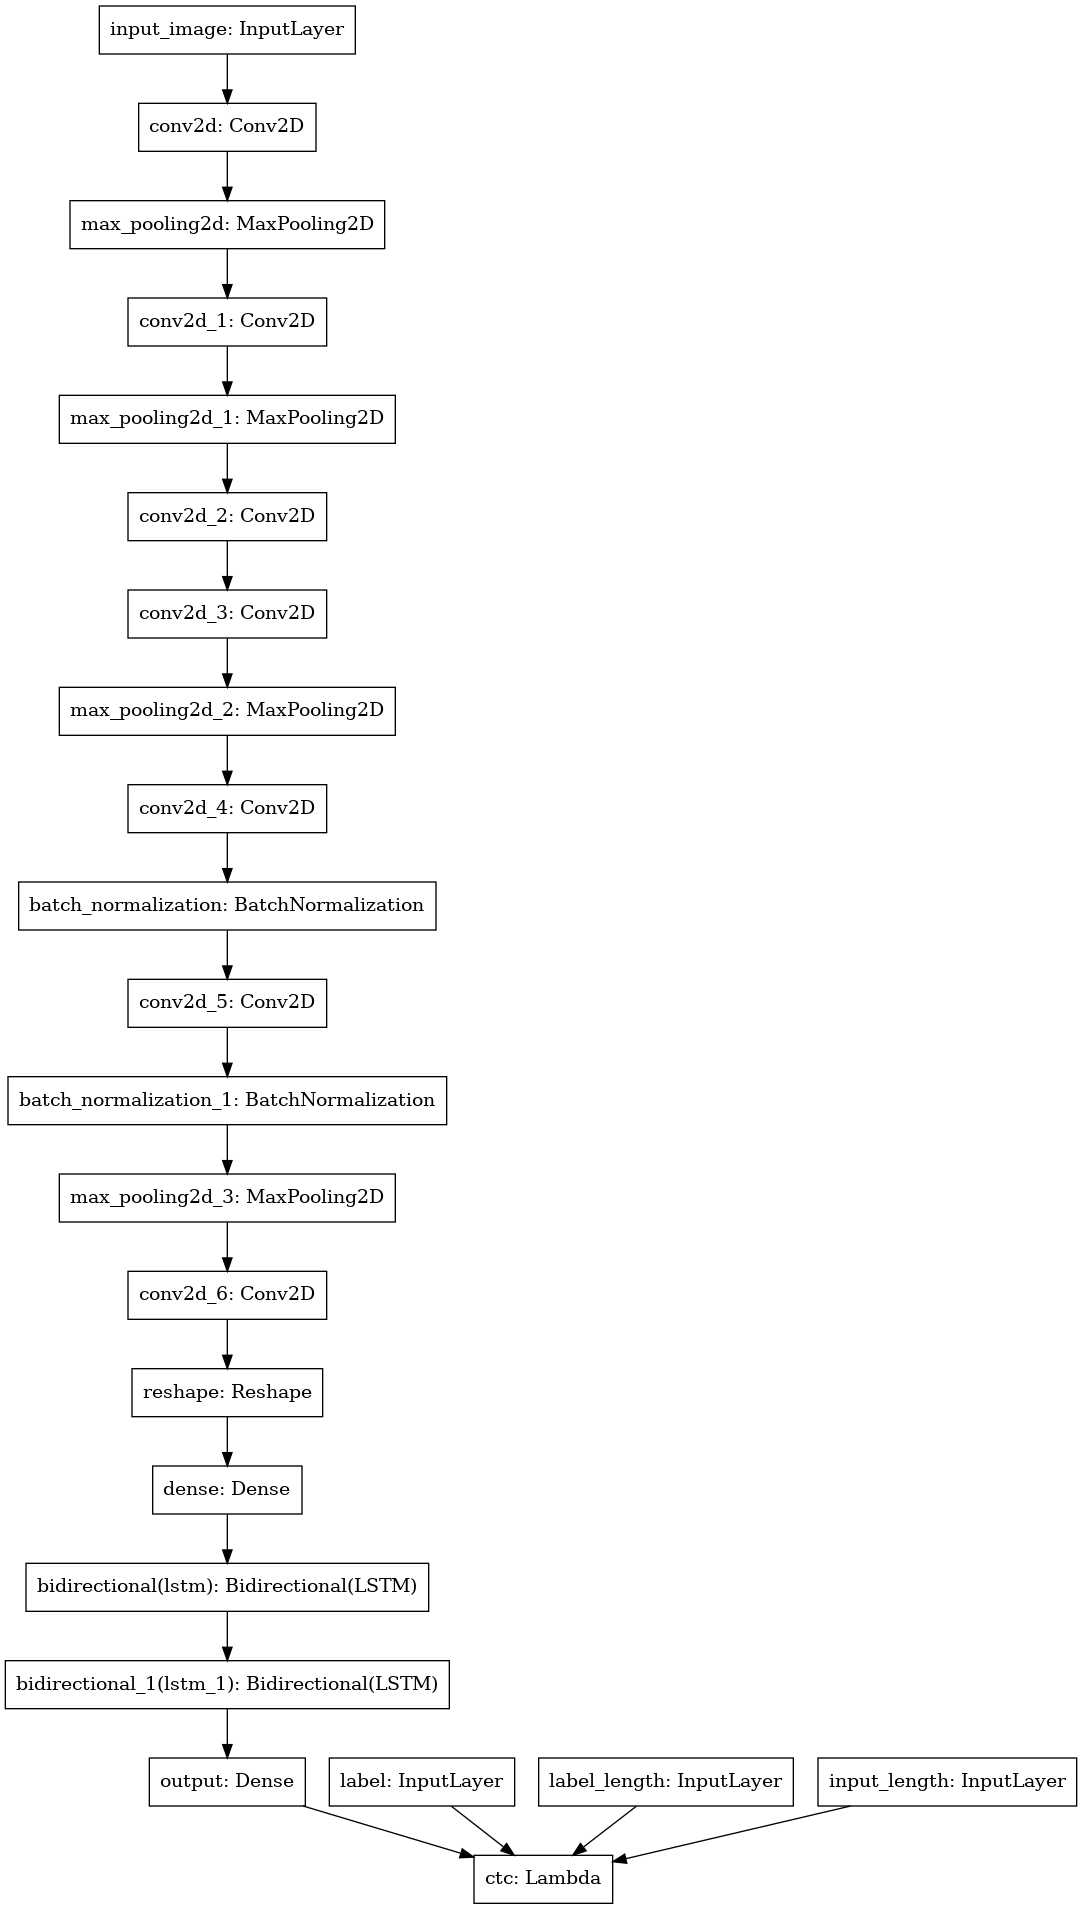 input_image: InputLayer
conv2d: Conv2D
max_pooling2d: MaxPooling2D
conv2d_1: Conv2D
max_pooling2d_1: MaxPooling2D
conv2d_2: Conv2D
conv2d_3: Conv2D
max_pooling2d_2: MaxPooling2D
conv2d_4: Conv2D
batch_normalization: BatchNormalization
conv2d_5: Conv2D
batch_normalization_1: BatchNormalization
max_pooling2d_3: MaxPooling2D
conv2d_6: Conv2D
reshape: Reshape
dense: Dense
bidirectional(lstm): Bidirectional(LSTM)
bidirectional_1(lstm_1): Bidirectional(LSTM)
output: Dense
label: InputLayer
label_length: InputLayer
input_length: InputLayer
ctc: Lambda